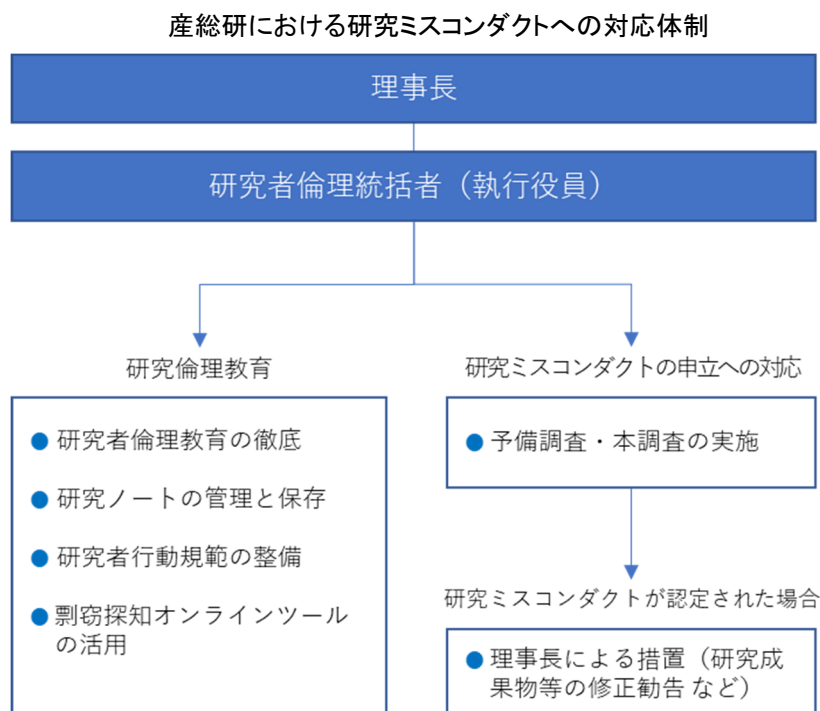 産総研における研究ミスコンダクトへの対応体制
理事長
研究者倫理統括者（執行役員）
研究倫理教育
● 研究者倫理教育の徹底
● 研究ノートの管理と保存
● 研究者行動規範の整備
● 剽窃探知オンラインツール
の活用
研究ミスコンダクトの申立への対応
● 予備調査・本調査の実施
研究ミスコンダクトが認定された場合
● 理事長による措置（研究成
果物等の修正勧告 など）